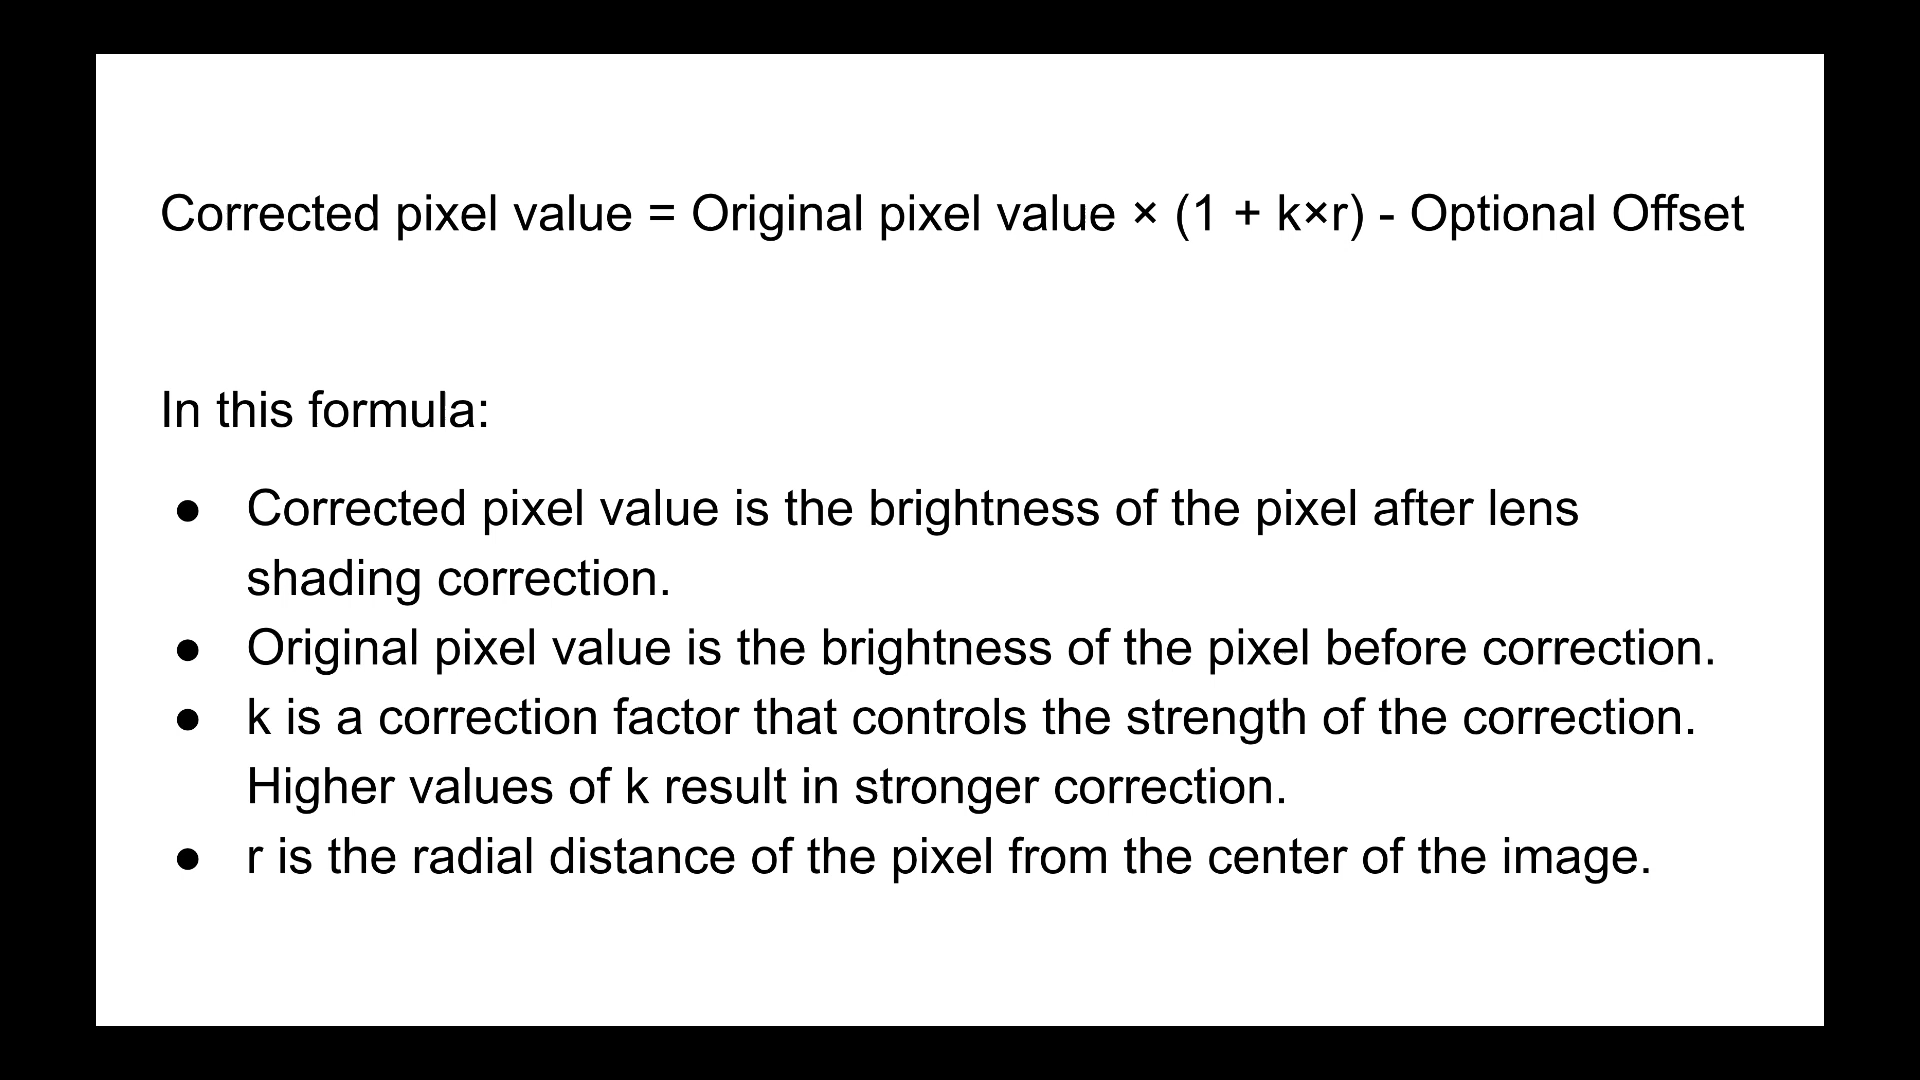 Corrected pixel value = Original pixel value × (1 + k×r) - Optional Offset
In this formula:
● Corrected pixel value is the brightness of the pixel after lens
shading correction.
● Original pixel value is the brightness of the pixel before correction.
● k is a correction factor that controls the strength of the correction.
Higher values of k result in stronger correction.
● r is the radial distance of the pixel from the center of the image.